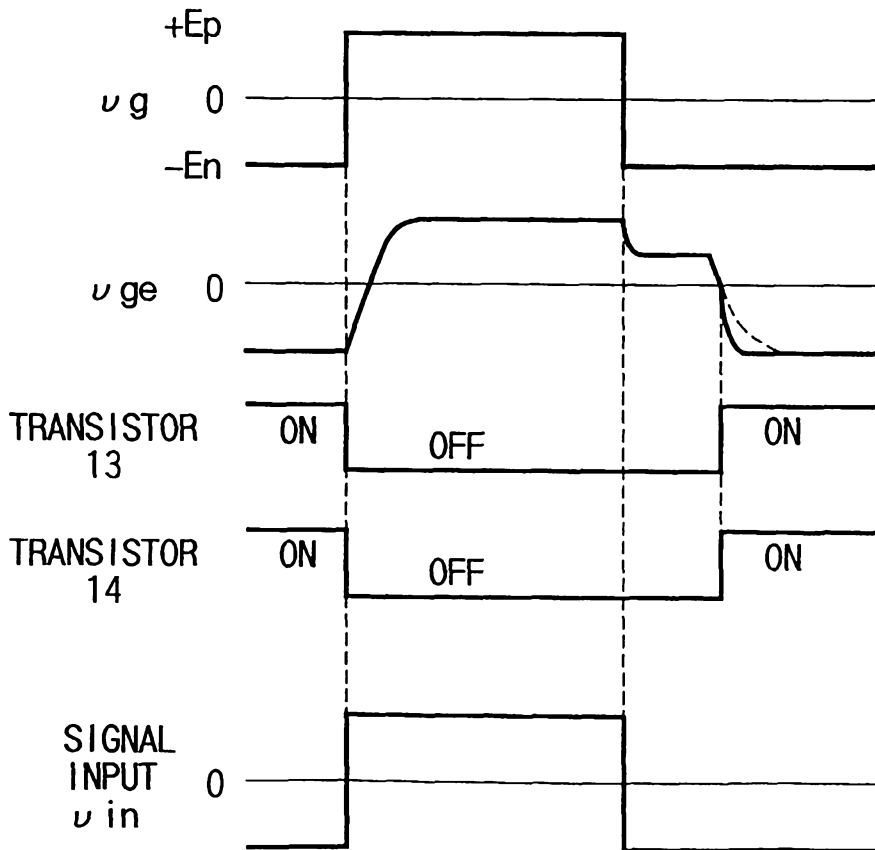 +Ep
νg 0
−En
νge 0
TRANSISTOR
13
ON OFF ON
TRANSISTOR
14
ON OFF ON
SIGNAL
INPUT
νin
0